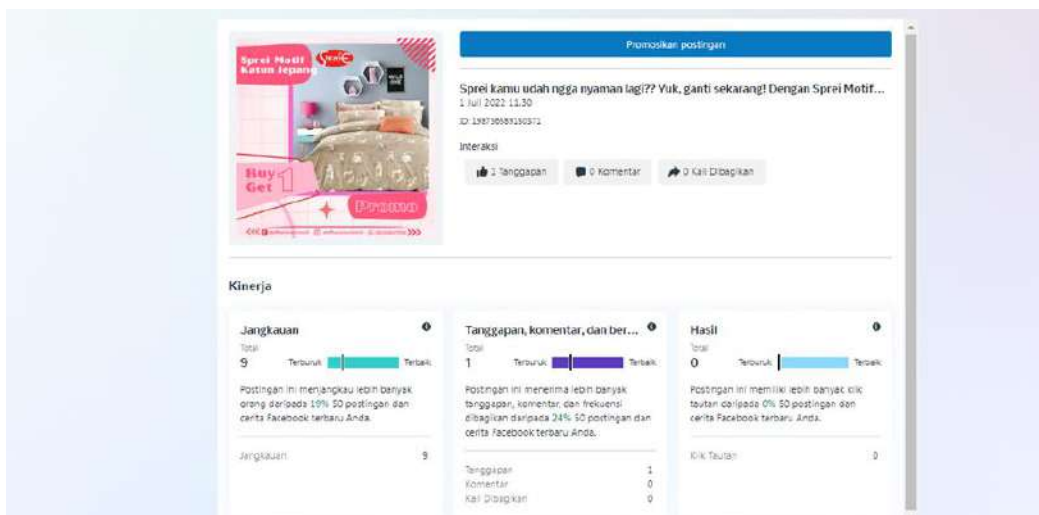 Sprei Motif
Katun Jepang
Buy 1
Get
Promo
Promosikan postingan
Sprei kamu udah ngga nyaman lagi?? Yuk, ganti sekarang! Dengan Sprei Motif...
1 Juli 2022 11.30
Interaksi
1 Tanggapan
0 Komentar
0 Kali Dibagikan
Kinerja
Jangkauan
Total
9 Terburuk Terbaik
Postingan ini menjangkau lebih banyak
orang daripada 19% 50 postingan dan
cerita Facebook terbaru Anda.
Jangkauan 9
Tanggapan, komentar, dan ber...
Total
1 Terburuk Terbaik
Postingan ini menerima lebih banyak
tanggapan, komentar, dan frekuensi
dibagikan daripada 24% 50 postingan dan
cerita Facebook terbaru Anda.
Tanggapan 1
Komentar 0
Kali Dibagikan 0
Hasil
Total
0 Terburuk Terbaik
Postingan ini memiliki lebih banyak klik
tautan daripada 0% 50 postingan dan
cerita Facebook terbaru Anda.
Klik Tautan 0